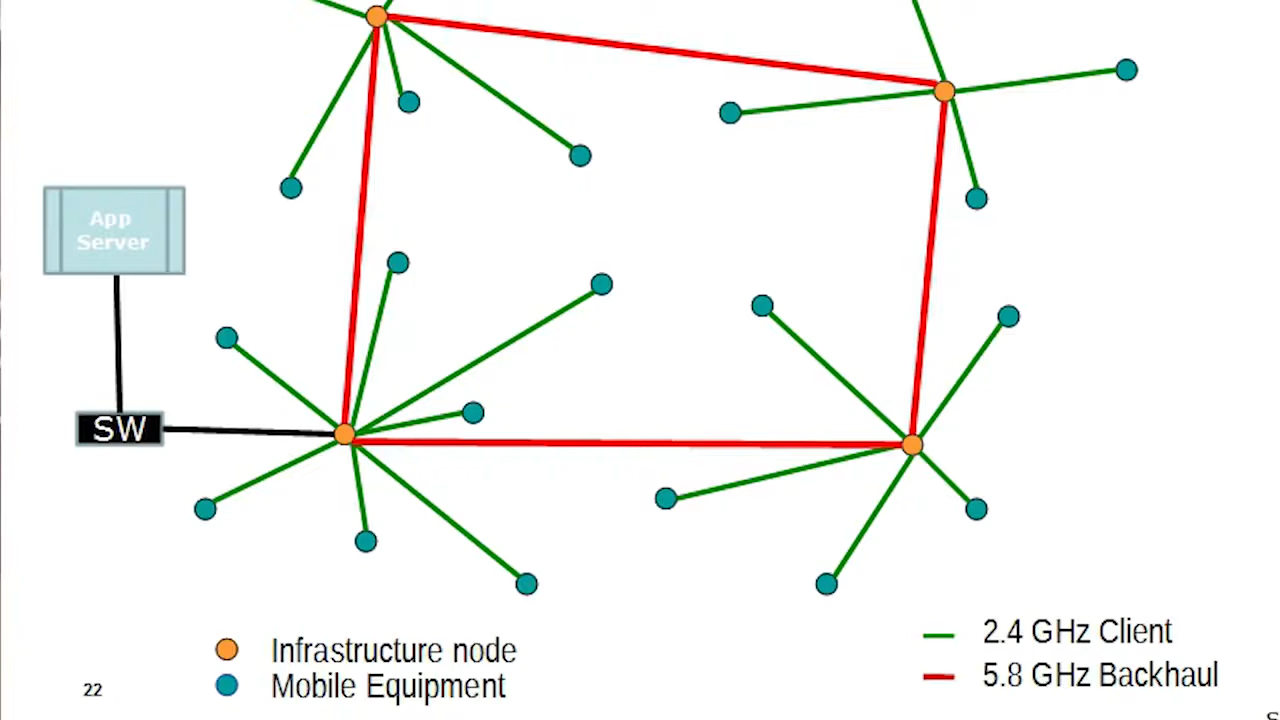 App
Server
SW
Infrastructure node
Mobile Equipment
2.4 GHz Client
5.8 GHz Backhaul
22